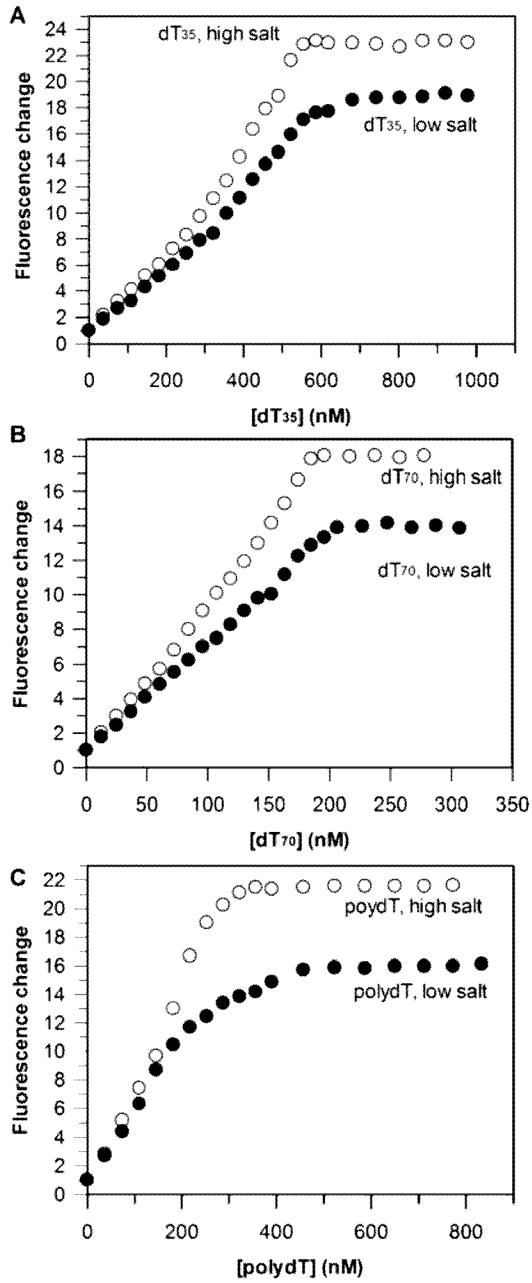 A
24
22
20
18
16
14
12
10
8
6
4
2
0
Fluorescence change
dT35, high salt
dT35, low salt
0 200 400 600 800 1000
[dT35] (nM)
B
18
16
14
12
10
8
6
4
2
0
Fluorescence change
dT70, high salt
dT70, low salt
0 50 100 150 200 250 300 350
[dT70] (nM)
C
22
20
18
16
14
12
10
8
6
4
2
0
Fluorescence change
poydT, high salt
polydT, low salt
0 200 400 600 800
[polydT] (nM)